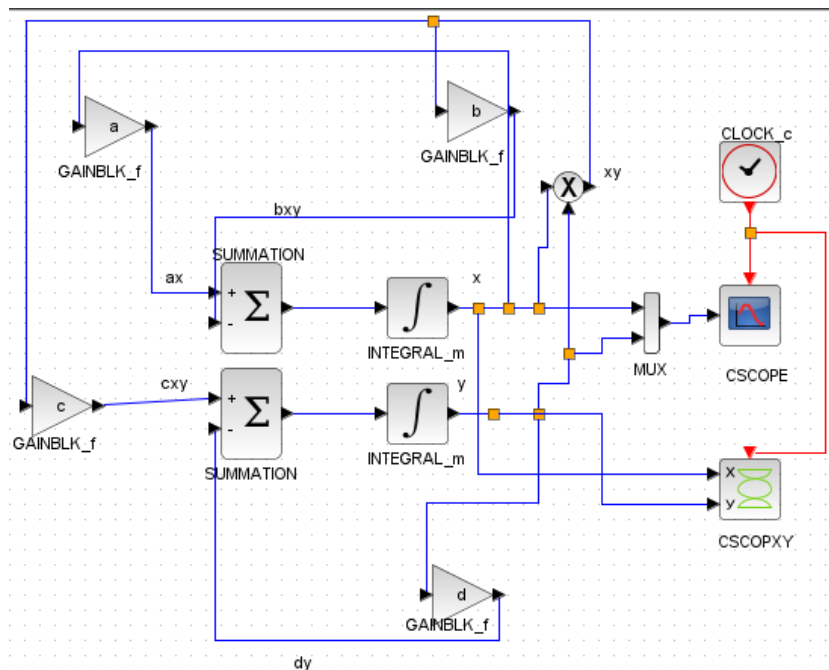 a
GAINBLK_f
b
GAINBLK_f
CLOCK_c
xy
bxy
SUMMATION
ax
+
-
Σ
∫
INTEGRAL_m
x
MUX
CSCOPE
c
GAINBLK_f
cxy
+
-
Σ
SUMMATION
y
∫
INTEGRAL_m
X
x
y
CSCOPXY
d
GAINBLK_f
dy